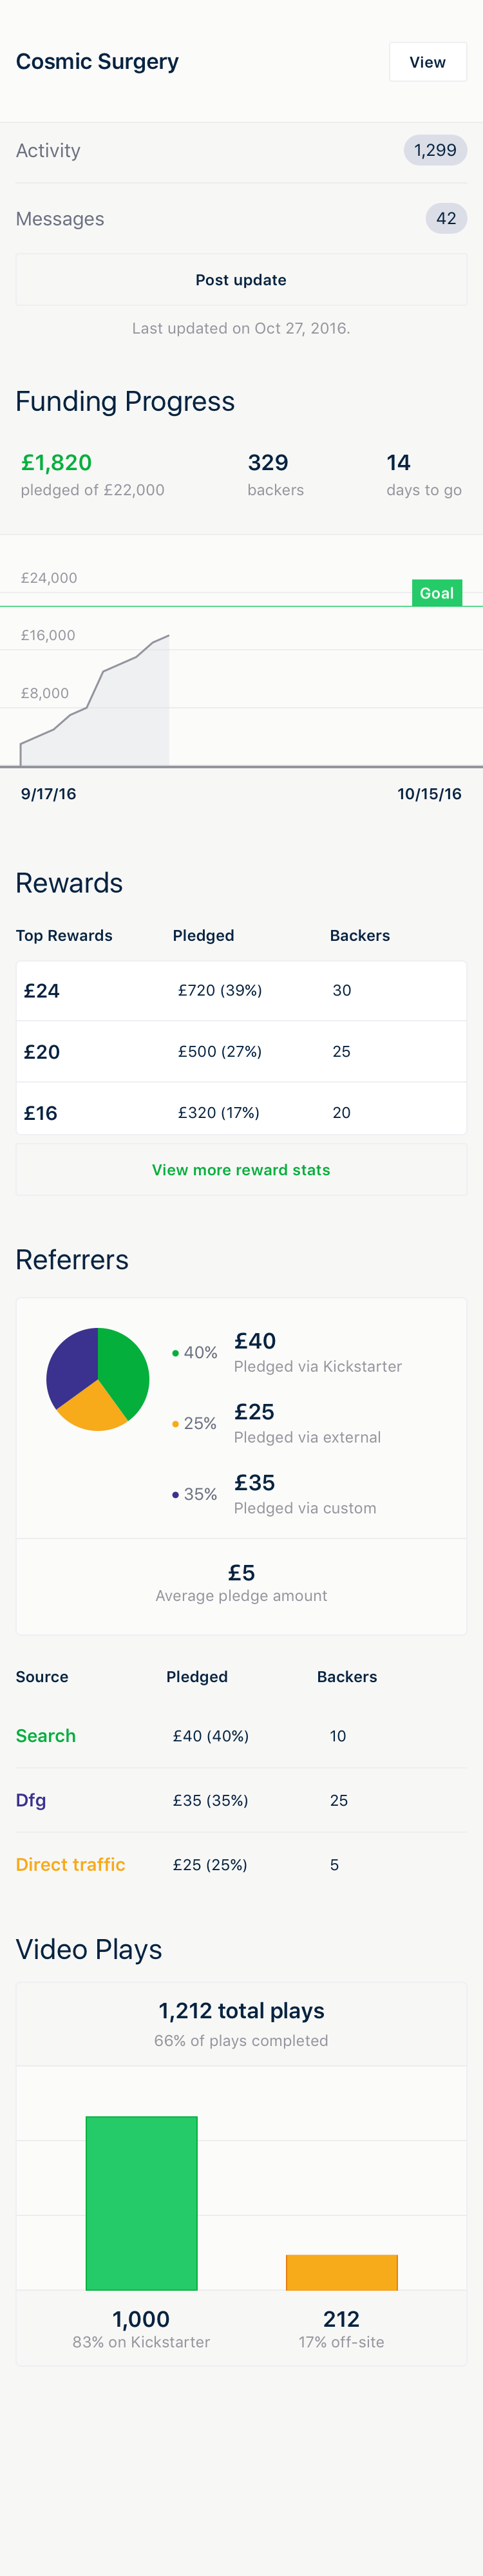 Cosmic Surgery
View
Activity
1,299
Messages
42
Post update
Last updated on Oct 27, 2016.
Funding Progress
£1,820 329 14
pledged of £22,000 backers days to go
£24,000
Goal
£16,000
£8,000
9/17/16 10/15/16
Rewards
Top Rewards Pledged Backers
£24 £720 (39%) 30
£20 £500 (27%) 25
£16 £320 (17%) 20
View more reward stats
Referrers
40% £40
Pledged via Kickstarter
25% £25
Pledged via external
35% £35
Pledged via custom
£5
Average pledge amount
Source Pledged Backers
Search £40 (40%) 10
Dfg £35 (35%) 25
Direct traffic £25 (25%) 5
Video Plays
1,212 total plays
66% of plays completed
1,000 212
83% on Kickstarter 17% off-site